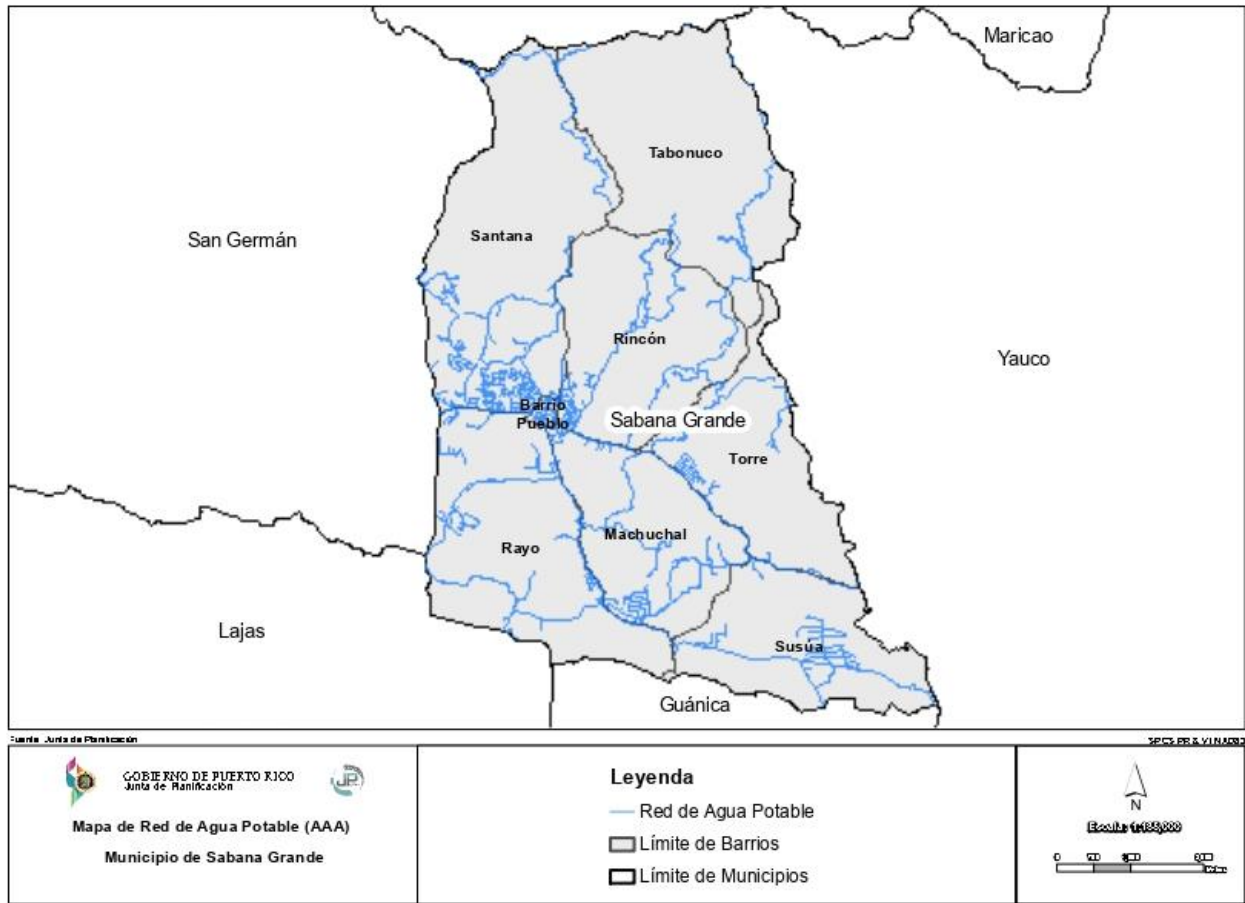 Maricao
Tabonuco
San Germán
Santana
Rincón
Yauco
Barrio
Pueblo
Sabana Grande
Torre
Machuchal
Rayo
Lajas
Susúa
Guánica
Fuente: Junta de Planificación
GOBIERNO DE PUERTO RICO
Junta de Planificación
JP
Mapa de Red de Agua Potable (AAA)
Municipio de Sabana Grande
Leyenda
Red de Agua Potable
Límite de Barrios
Límite de Municipios
N
0